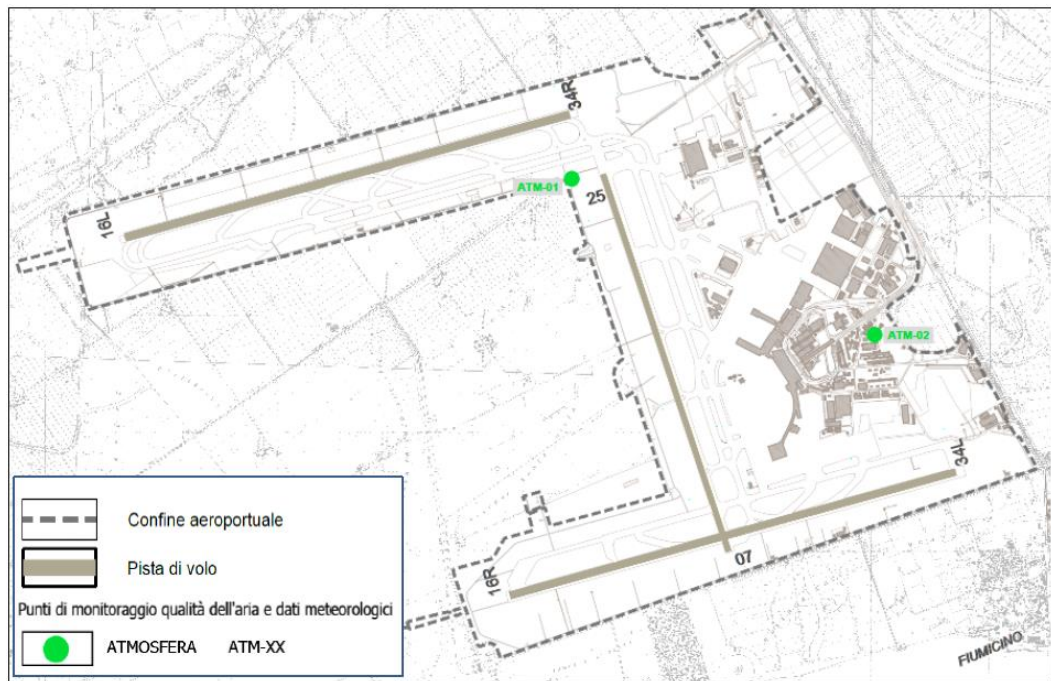 34R
ATM-01
16L
25
ATM-02
34L
16R
07
FIUMICINO
Confine aeroportuale
Pista di volo
Punti di monitoraggio qualità dell'aria e dati meteorologici
ATMOSFERA ATM-XX